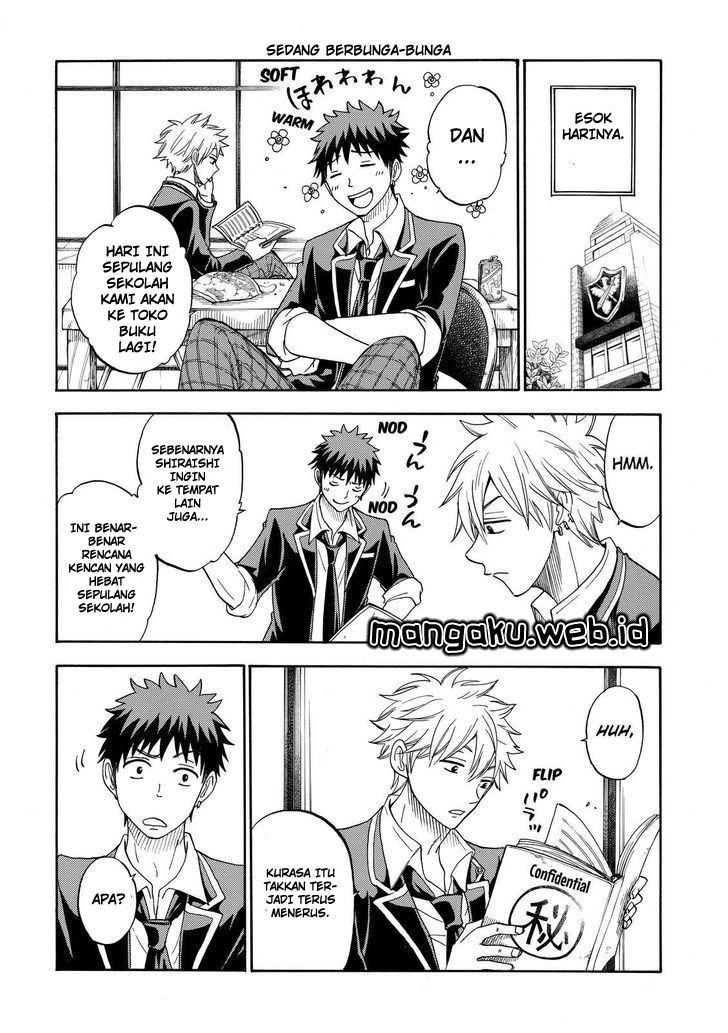 SEDANG BERBUNGA-BUNGA
ESOK
HARINYA.
DAN
...
SOFT
ほわわわん
WARM
HARI INI
SEPULANG
SEKOLAH
KAMI AKAN
KE TOKO
BUKU
LAGI!
HMM.
NOD
うん
うん
NOD
SEBENARNYA
SHIRAISHI
INGIN
KE TEMPAT
LAIN
JUGA...
INI BENAR-
BENAR
RENCANA
KENCAN YANG
HEBAT
SEPULANG
SEKOLAH!
mangaku.web.id
HUH,
FLIP
パラッ
Confidential
秘
KURASA ITU
TAKKAN TER-
JADI TERUS
MENERUS.
APA?